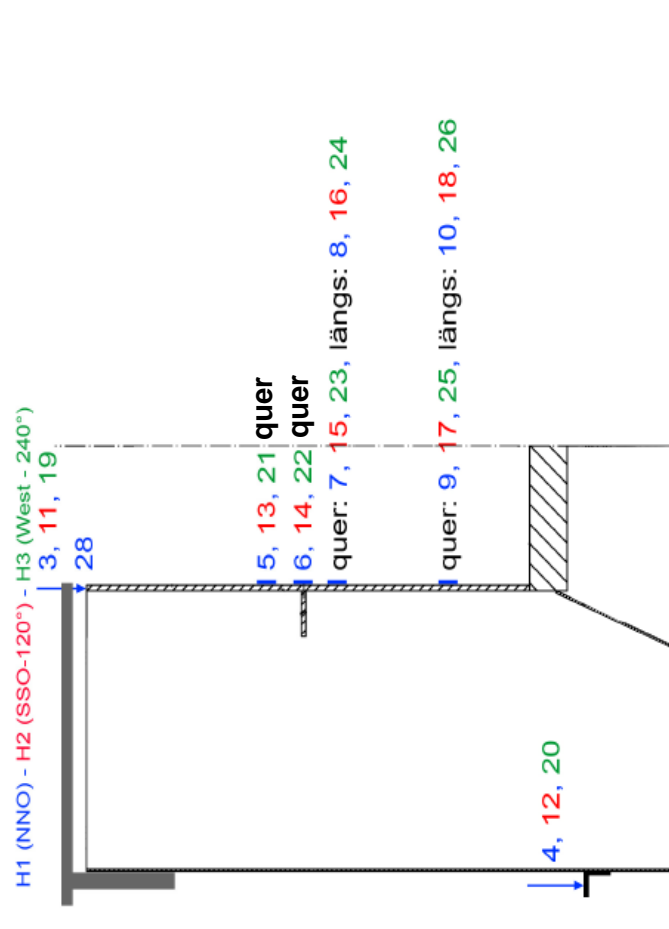 H1 (NNO) - H2 (SSO-120°) - H3 (West - 240°)
3, 11, 19
28
5, 13, 21 quer
6, 14, 22 quer
quer: 7, 15, 23, längs: 8, 16, 24
quer: 9, 17, 25, längs: 10, 18, 26
4, 12, 20